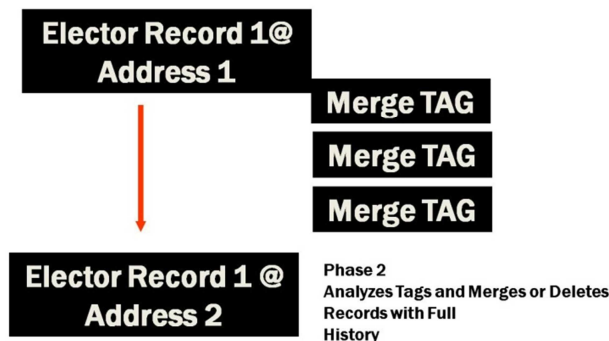 Elector Record 1@
Address 1
Merge TAG
Merge TAG
Merge TAG
Elector Record 1 @
Address 2
Phase 2
Analyzes Tags and Merges or Deletes
Records with Full
History